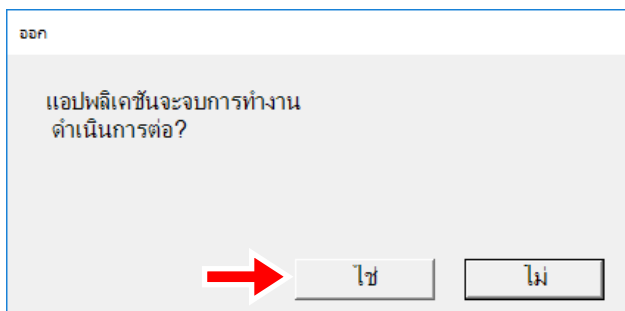 ออก
แอปพลิเคชันจะจบการทำงาน
ดำเนินการต่อ?
ไช่
ไม่